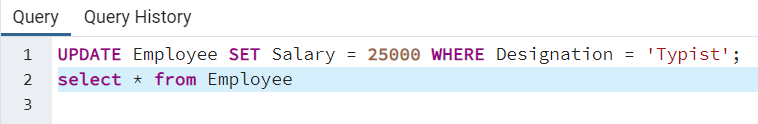 Query Query History
1 UPDATE Employee SET Salary = 25000 WHERE Designation = 'Typist';
2 select * from Employee
3